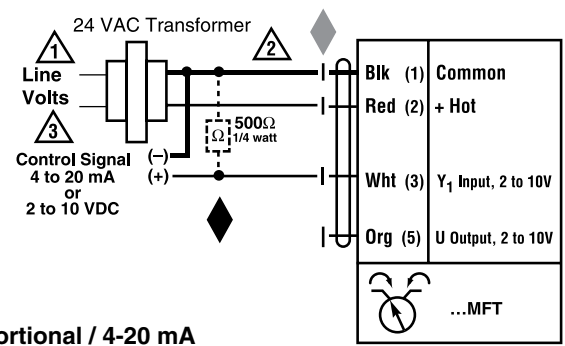 24 VAC Transformer
1
2
Line
Volts
3
Control Signal
4 to 20 mA
or
2 to 10 VDC
(–)
(+)
Ω
500Ω
1/4 watt
Blk (1) Common
Red (2) + Hot
Wht (3) Y₁ Input, 2 to 10V
Org (5) U Output, 2 to 10V
...MFT
ortional / 4-20 mA